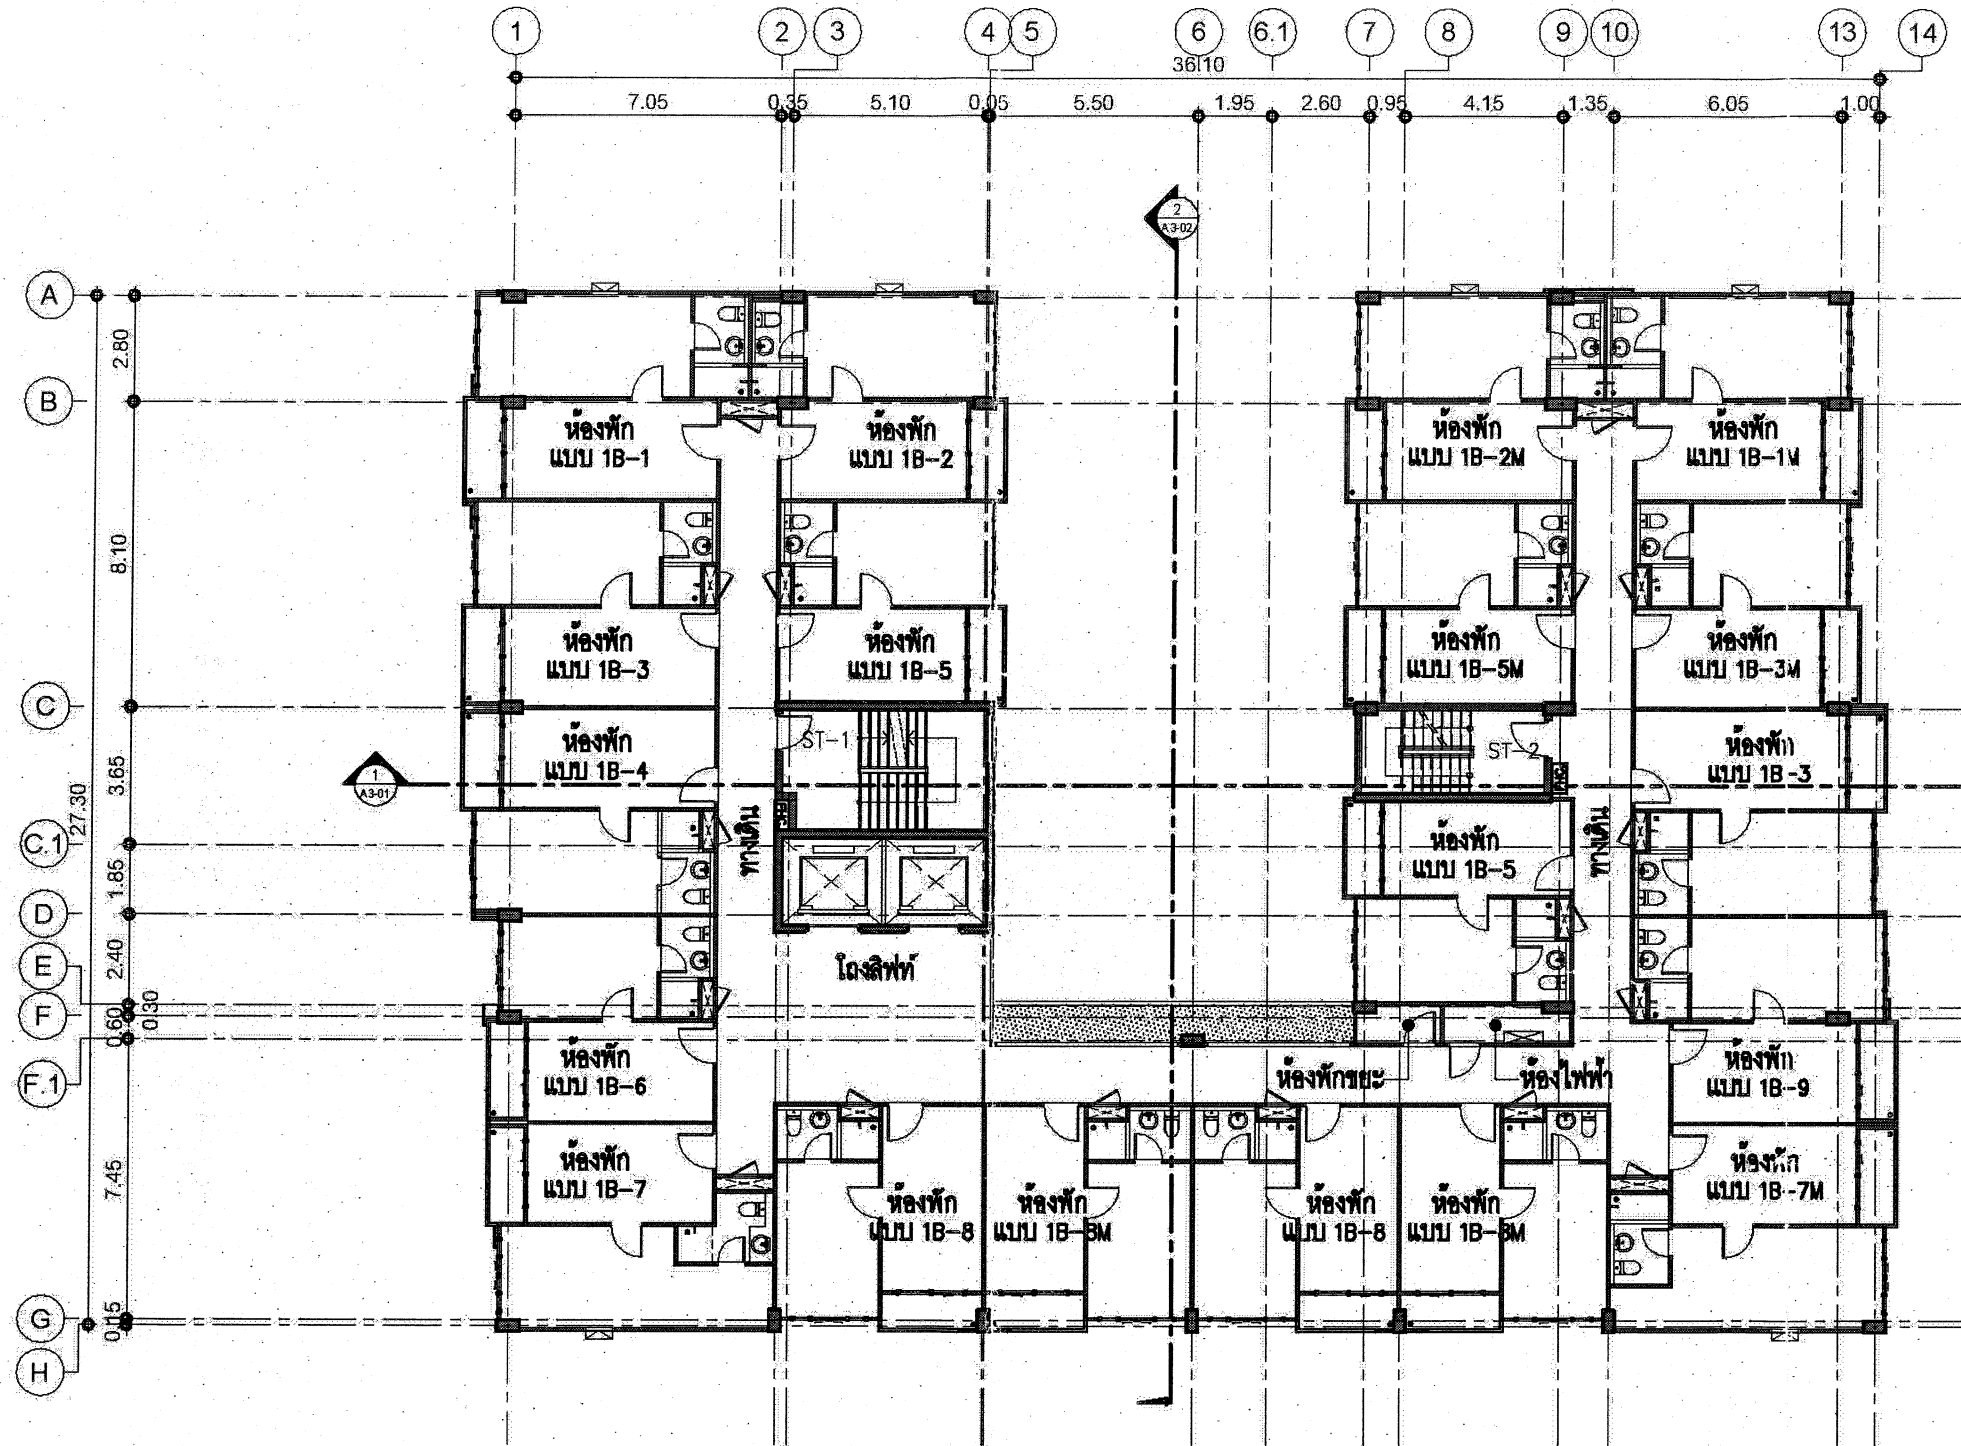 1 2 3 4 5 6 6.1 7 8 9 10 13 14
36.10
7.05 0.35 5.10 0.05 5.50 1.95 2.60 0.95 4.15 1.35 6.05 1.00
2
A3-02
A
2.80
B
ห้องพัก ห้องพัก ห้องพัก ห้องพัก
แบบ 1B-1 แบบ 1B-2 แบบ 1B-2M แบบ 1B-1M
8.10
ห้องพัก ห้องพัก ห้องพัก ห้องพัก
แบบ 1B-3 แบบ 1B-5 แบบ 1B-5M แบบ 1B-3M
C
ห้องพัก ST-1 ST-2 ห้องพัก
แบบ 1B-4 แบบ 1B-3
1
A3-01
3.65
27.30
FHC FHC
C.1
ทางเดิน ทางเดิน
ห้องพัก
แบบ 1B-5
1.85
D
2.40
E
โถงลิฟท์
F
0.30
0.60
F.1
ห้องพัก ห้องพักขยะ ห้องไฟฟ้า ห้องพัก
แบบ 1B-6 แบบ 1B-9
7.45
ห้องพัก ห้องพัก
แบบ 1B-7 แบบ 1B-7M
ห้องพัก ห้องพัก ห้องพัก ห้องพัก
แบบ 1B-8 แบบ 1B-8M แบบ 1B-8 แบบ 1B-8M
G
0.15
H